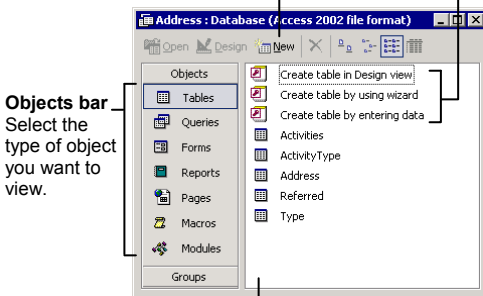 Address : Database (Access 2002 file format)
Open Design New
Objects
Tables
Queries
Forms
Reports
Pages
Macros
Modules
Groups
Create table in Design view
Create table by using wizard
Create table by entering data
Activities
ActivityType
Address
Referred
Type
Objects bar
Select the
type of object
you want to
view.